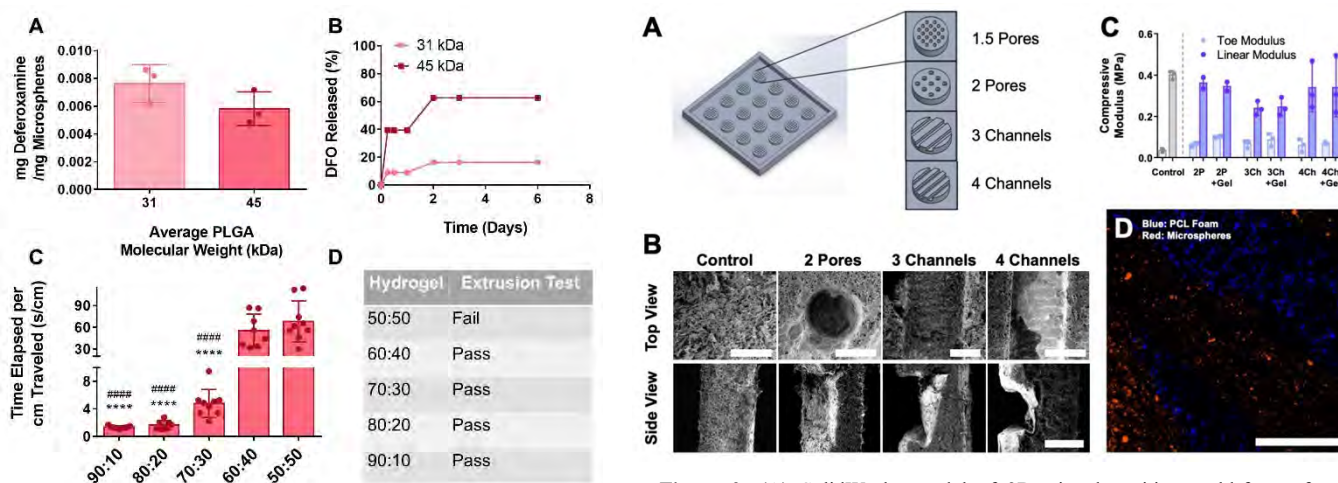 A
mg Deferoxamine
/mg Microspheres
0.010
0.008
0.006
0.004
0.002
0.000
31
45
Average PLGA
Molecular Weight (kDa)
B
DFO Released (%)
100
80
60
40
20
0
31 kDa
45 kDa
0 2 4 6 8
Time (Days)
C
Time Elapsed per
cm Traveled (s/cm)
90
60
30
8
4
0
####
****
####
****
####
****
90:10
80:20
70:30
60:40
50:50
D
Hydrogel Extrusion Test
50:50 Fail
60:40 Pass
70:30 Pass
80:20 Pass
90:10 Pass
A
1.5 Pores
2 Pores
3 Channels
4 Channels
B
Control 2 Pores 3 Channels 4 Channels
Top View
Side View
C
Compressive
Modulus (MPa)
0.6
0.4
0.2
0.0
Toe Modulus
Linear Modulus
Control
2P
2P
+Gel
3Ch
3Ch
+Gel
4Ch
4Ch
+Gel
D
Blue: PCL Foam
Red: Microspheres